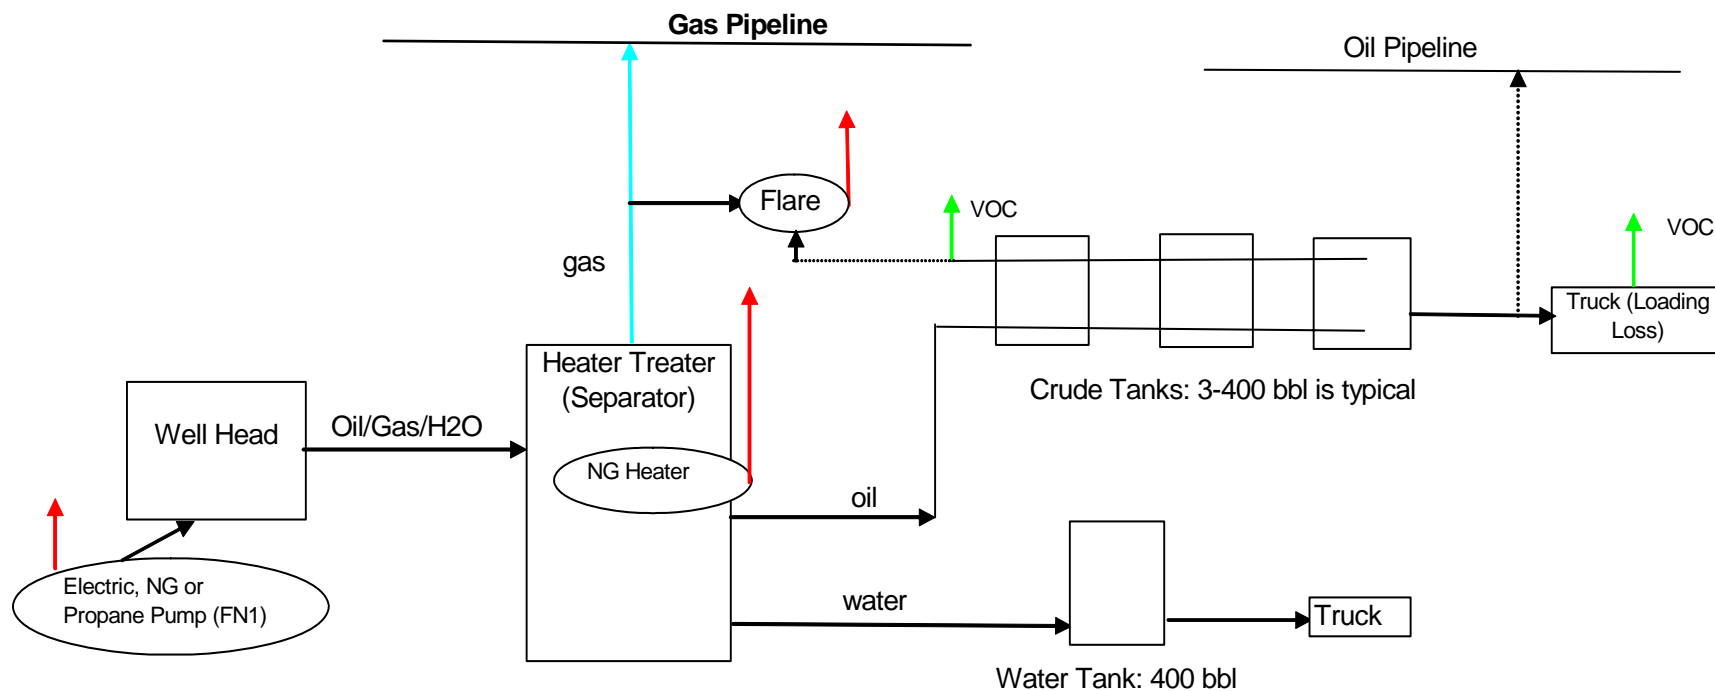 Gas Pipeline
Oil Pipeline
Flare
VOC
VOC
gas
Truck (Loading
Loss)
Heater Treater
(Separator)
Crude Tanks: 3-400 bbl is typical
Well Head
Oil/Gas/H2O
NG Heater
oil
Electric, NG or
Propane Pump (FN1)
water
Truck
Water Tank: 400 bbl